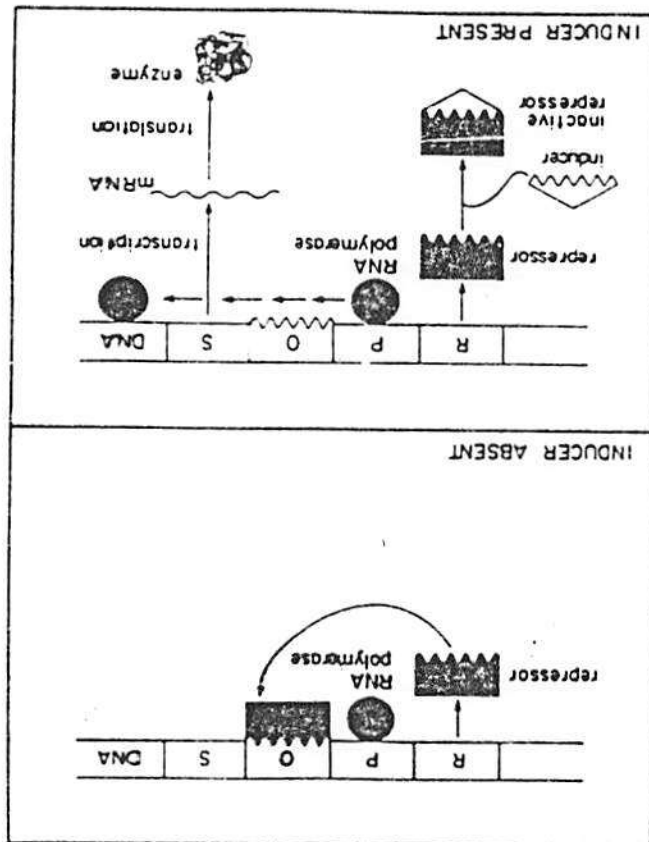 R P O S DNA
repressor
RNA
polymerase
INDUCER ABSENT
R P O S DNA
repressor
RNA
polymerase
transcription
inducer
mRNA
inactive
repressor
translation
enzyme
INDUCER PRESENT